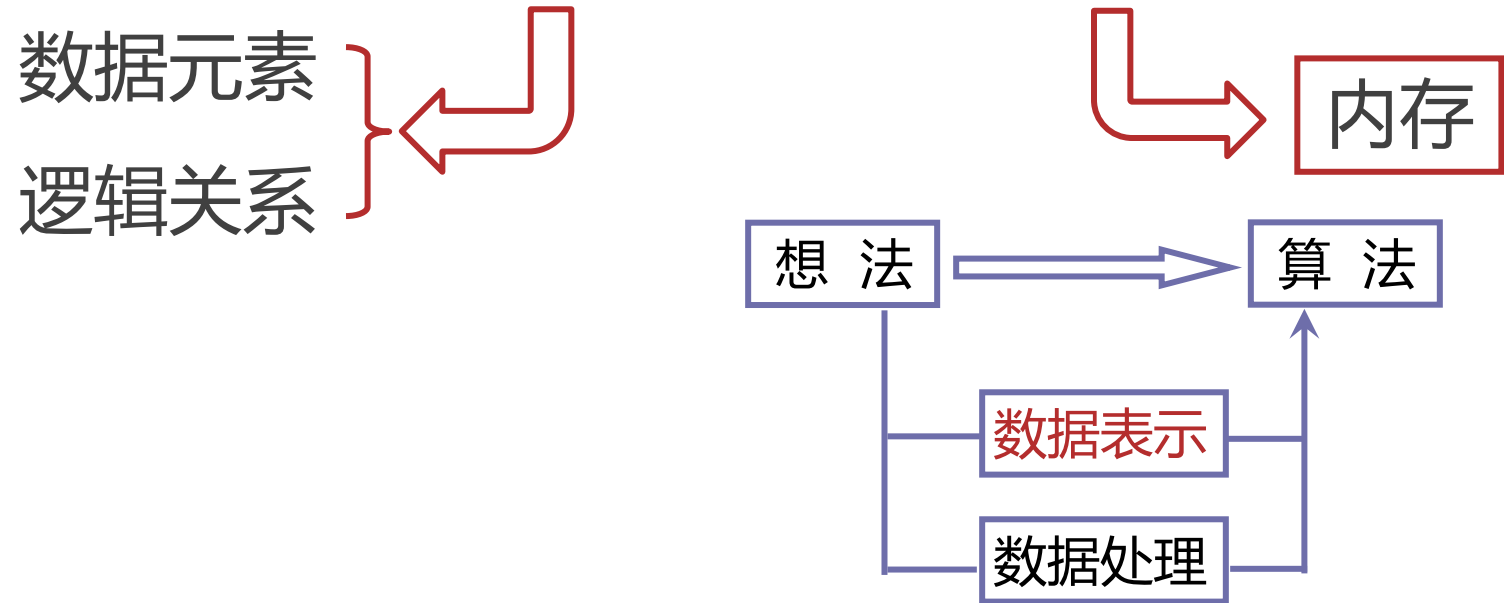 数据元素
逻辑关系
内存
想 法
算 法
数据表示
数据处理